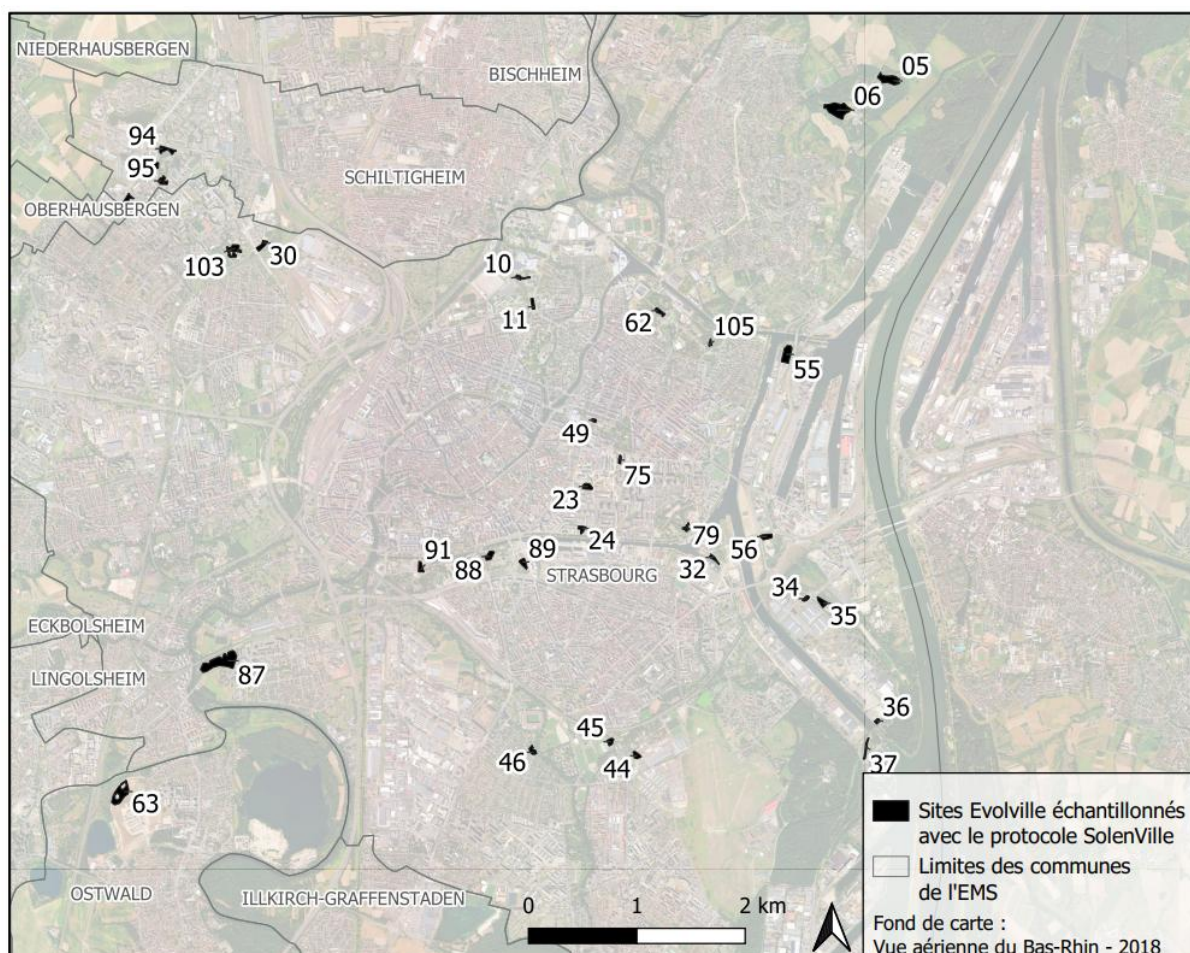 NIEDERHAUSBERGEN
BISCHHEIM
05
06
94
95
SCHILTIGHEIM
OBERHAUSBERGEN
103
30
10
11
62
105
55
49
75
23
24
79
56
91
88
89
32
STRASBOURG
34
35
ECKBOLSHEIM
LINGOLSHEIM
87
36
45
46
44
37
63
OSTWALD
ILLKIRCH-GRAFFENSTADEN
0 1 2 km
Sites Evolville échantillonnés
avec le protocole SolenVille
Limites des communes
de l'EMS
Fond de carte :
Vue aérienne du Bas-Rhin - 2018